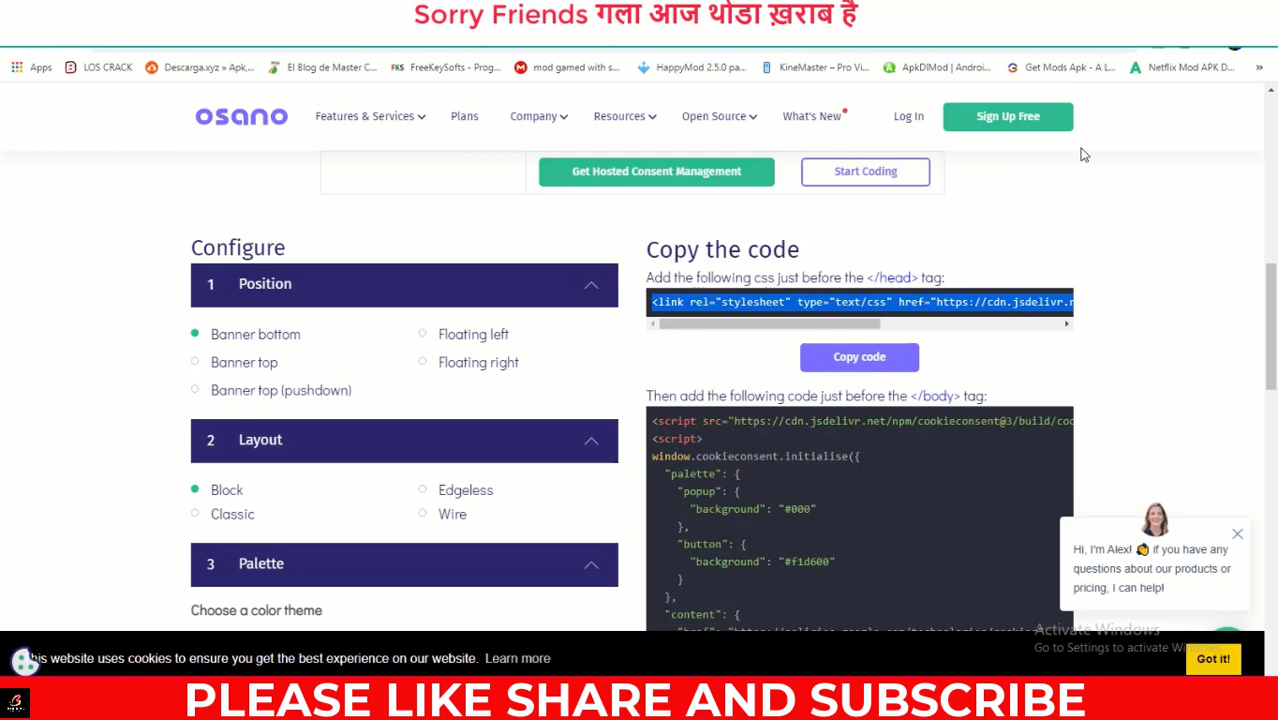 Sorry Friends गला आज थोडा ख़राब है
Apps
LOS CRACK
Descarga.xyz » Apk,...
El Blog de Master C...
FKS
FreeKeySofts - Prog...
mod gamed with s...
HappyMod 2.5.0 pa...
KineMaster – Pro Vi...
ApkDlMod | Androi...
Get Mods Apk - A L...
Netflix Mod APK D...
»
osano
Features & Services
Plans
Company
Resources
Open Source
What's New
Log In
Sign Up Free
Get Hosted Consent Management
Start Coding
Configure
1 Position
Banner bottom
Floating left
Banner top
Floating right
Banner top (pushdown)
2 Layout
Block
Edgeless
Classic
Wire
3 Palette
Choose a color theme
Copy the code
Add the following css just before the </head> tag:
<link rel="stylesheet" type="text/css" href="https://cdn.jsdelivr.n
Copy code
Then add the following code just before the </body> tag:
<script src="https://cdn.jsdelivr.net/npm/cookieconsent@3/build/coo
<script>
window.cookieconsent.initialise({
"palette": {
"popup": {
"background": "#000"
},
"button": {
"background": "#f1d600"
}
},
"content": {
Hi, I'm Alex! 👋 if you have any
questions about our products or
pricing, I can help!
Activate Windows
Go to Settings to activate Windows.
This website uses cookies to ensure you get the best experience on our website. Learn more
Got it!
PLEASE LIKE SHARE AND SUBSCRIBE